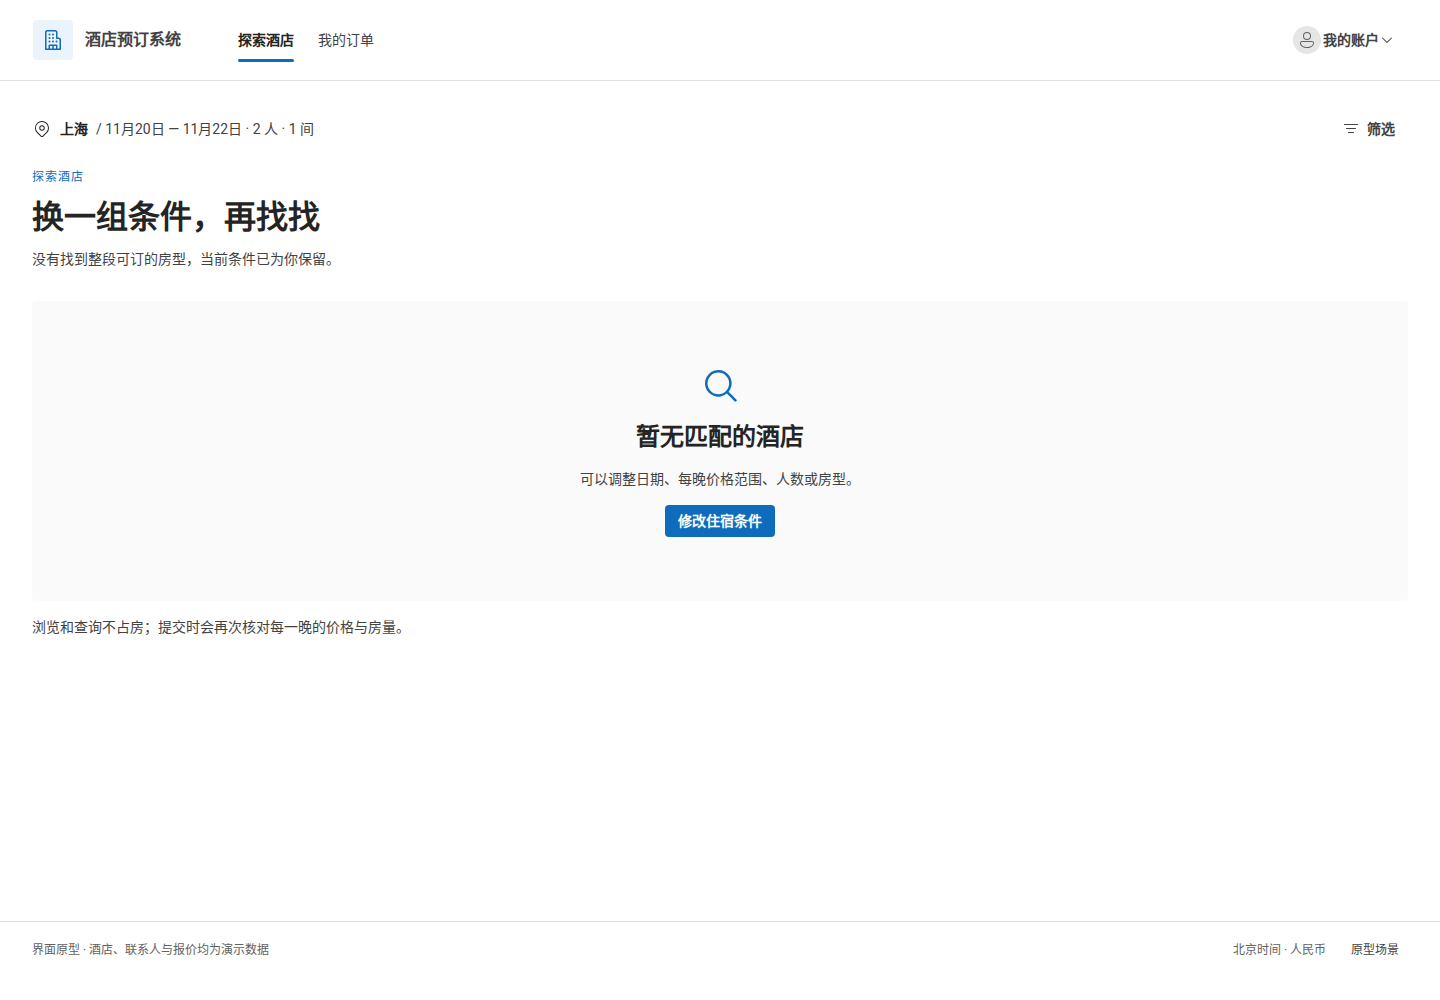 酒店预订系统
探索酒店
我的订单
我的账户
上海 / 11月20日 — 11月22日 · 2 人 · 1 间
筛选
探索酒店
换一组条件，再找找
没有找到整段可订的房型，当前条件已为你保留。
暂无匹配的酒店
可以调整日期、每晚价格范围、人数或房型。
修改住宿条件
浏览和查询不占房；提交时会再次核对每一晚的价格与房量。
界面原型 · 酒店、联系人与报价均为演示数据
北京时间 · 人民币
原型场景